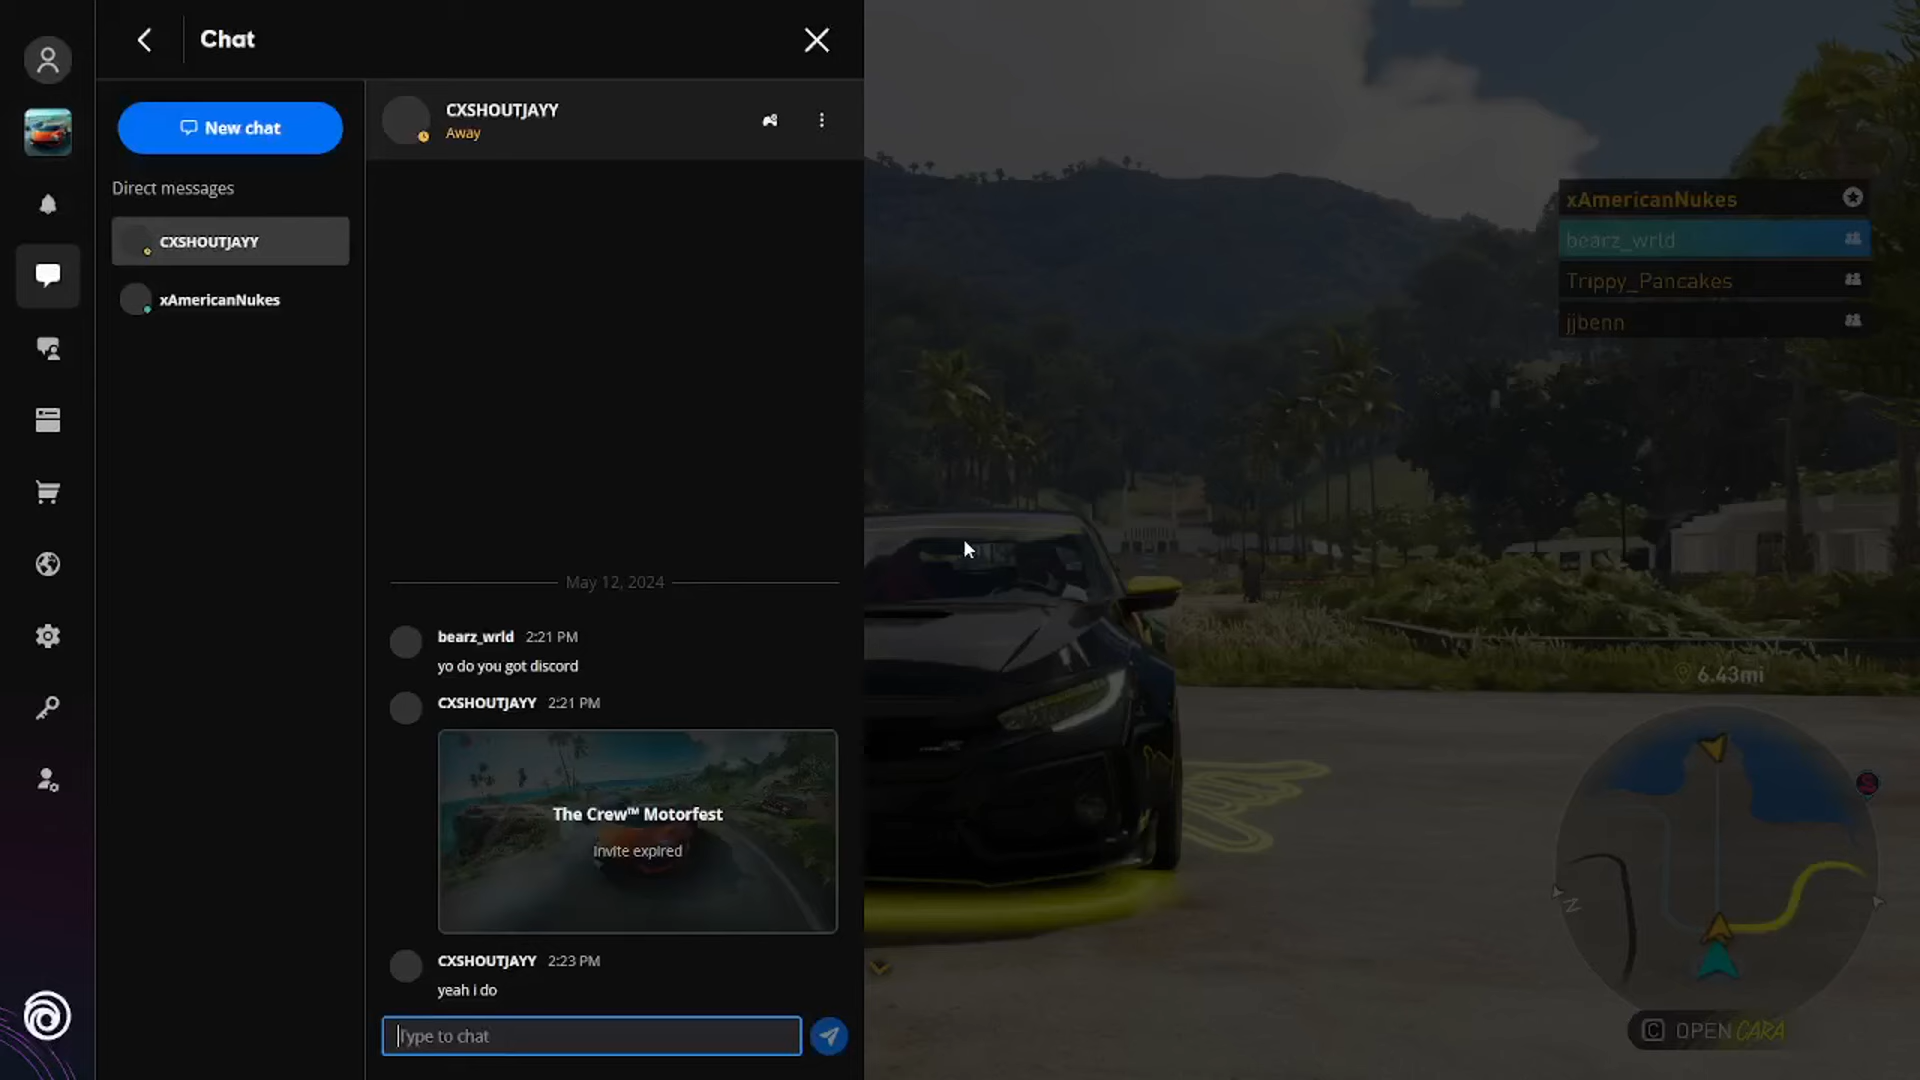 Chat
New chat
Direct messages
CXSHOUTJAYY
xAmericanNukes
CXSHOUTJAYY
Away
May 12, 2024
bearz_wrld 2:21 PM
yo do you got discord
CXSHOUTJAYY 2:21 PM
The Crew™ Motorfest
Invite expired
CXSHOUTJAYY 2:23 PM
yeah i do
Type to chat
xAmericanNukes
bearz_wrld
Trippy_Pancakes
jjbenn
6.43mi
S
N
C OPEN CARA